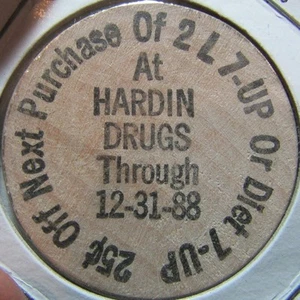 25¢ Off Next Purchase Of 2 L 7-UP Or Diet 7-UP
At
HARDIN
DRUGS
Through
12-31-88